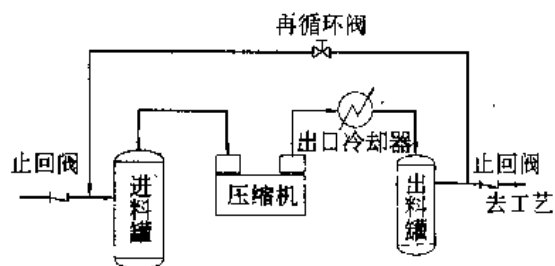 再循环阀
出口冷却器
止回阀
进料罐
压缩机
出料罐
止回阀
去工艺